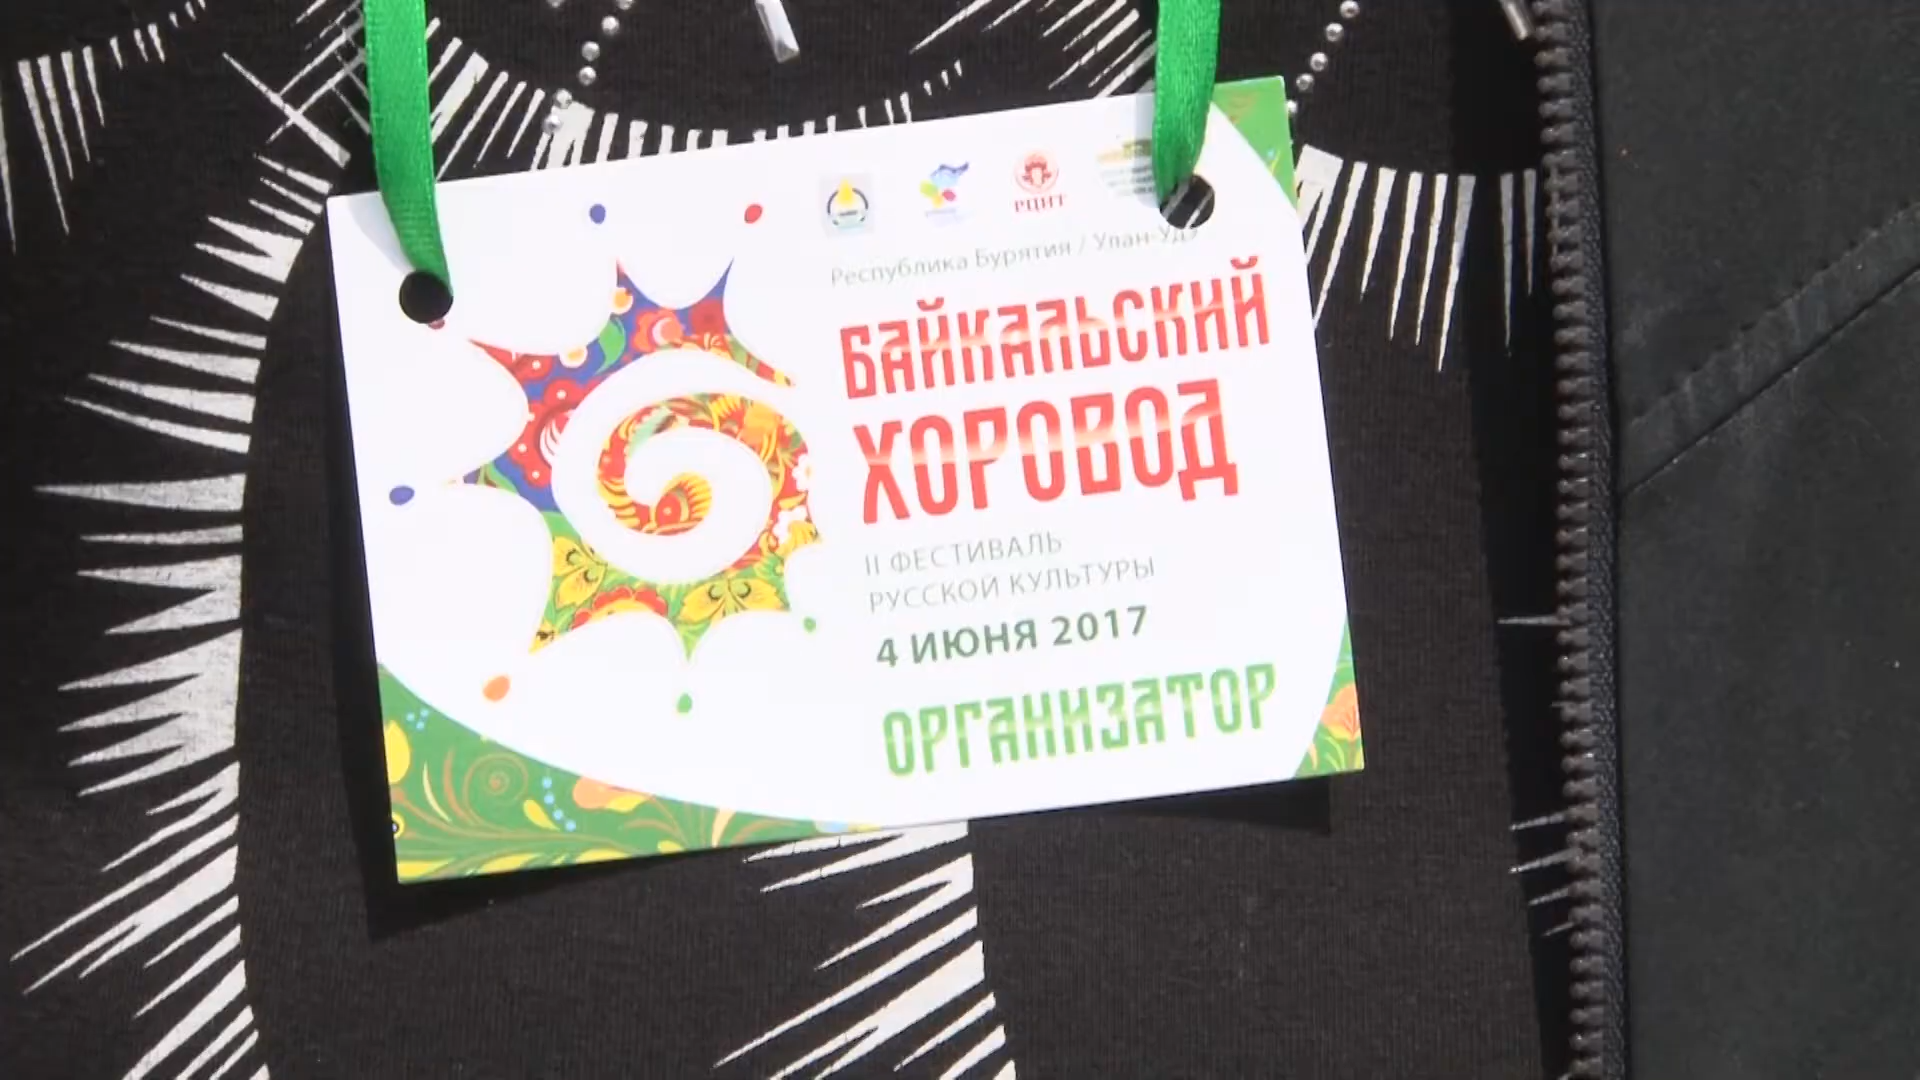 РЦНТ
Республика Бурятия / Улан-Удэ
БАЙКАЛЬСКИЙ
ХОРОВОД
II ФЕСТИВАЛЬ
РУССКОЙ КУЛЬТУРЫ
4 ИЮНЯ 2017
ОРГАНИЗАТОР